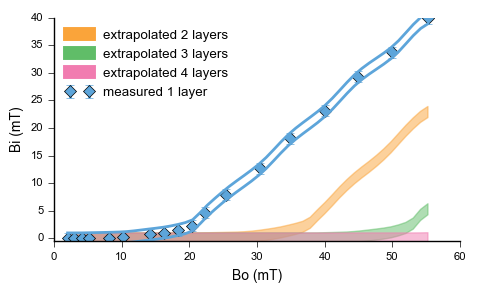 40
35
30
25
20
15
10
5
0
Bi (mT)
extrapolated 2 layers
extrapolated 3 layers
extrapolated 4 layers
measured 1 layer
0 10 20 30 40 50 60
Bo (mT)